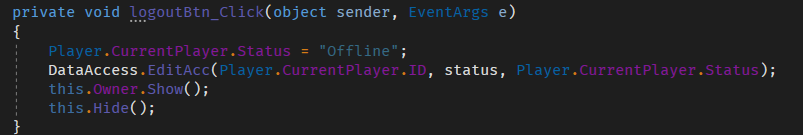 private void logoutBtn_Click(object sender, EventArgs e)
{
Player.CurrentPlayer.Status = "Offline";
DataAccess.EditAcc(Player.CurrentPlayer.ID, status, Player.CurrentPlayer.Status);
this.Owner.Show();
this.Hide();
}